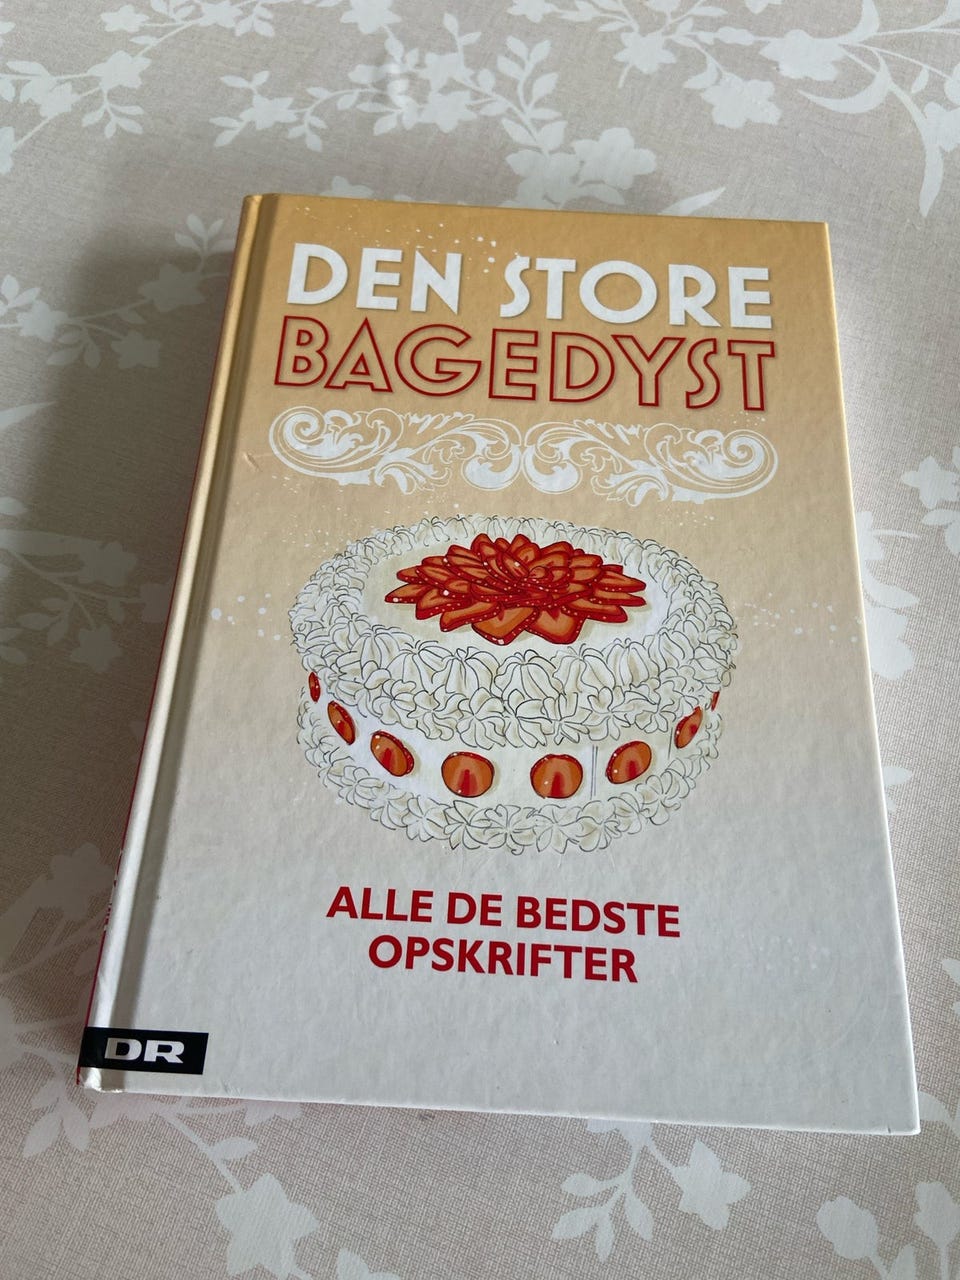 DEN STORE
BAGEDYST
ALLE DE BEDSTE
OPSKRIFTER
DR